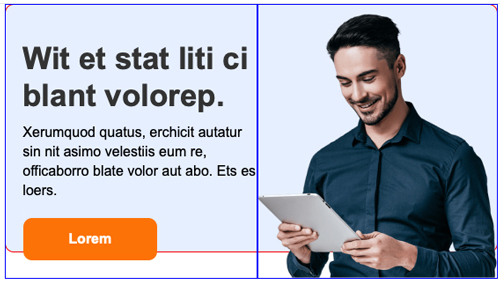 Wit et stat liti ci
blant volorep.
Xerumquod quatus, erchicit autatur
sin nit asimo velestiis eum re,
officaborro blate volor aut abo. Ets es
loers.
Lorem